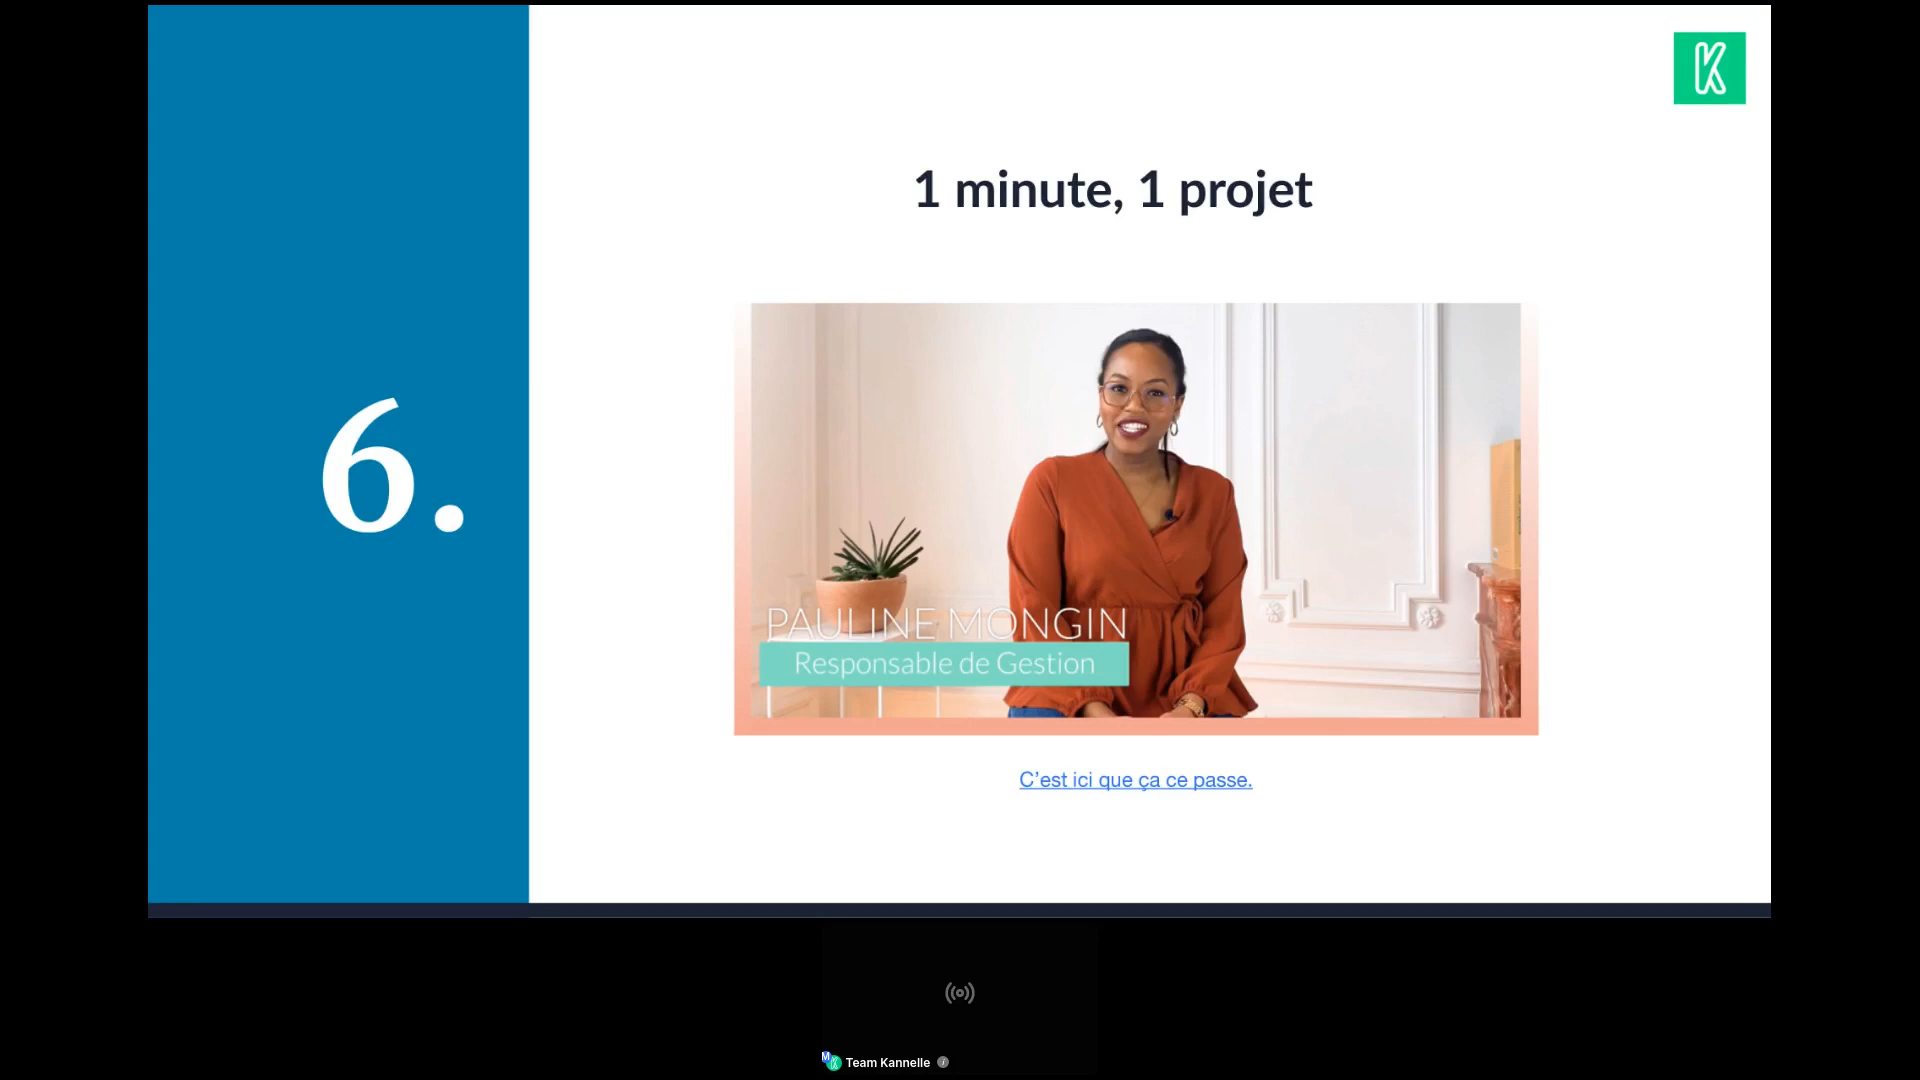 K
1 minute, 1 projet
6.
PAULINE MONGIN
Responsable de Gestion
C'est ici que ça ce passe.
Team Kannelle